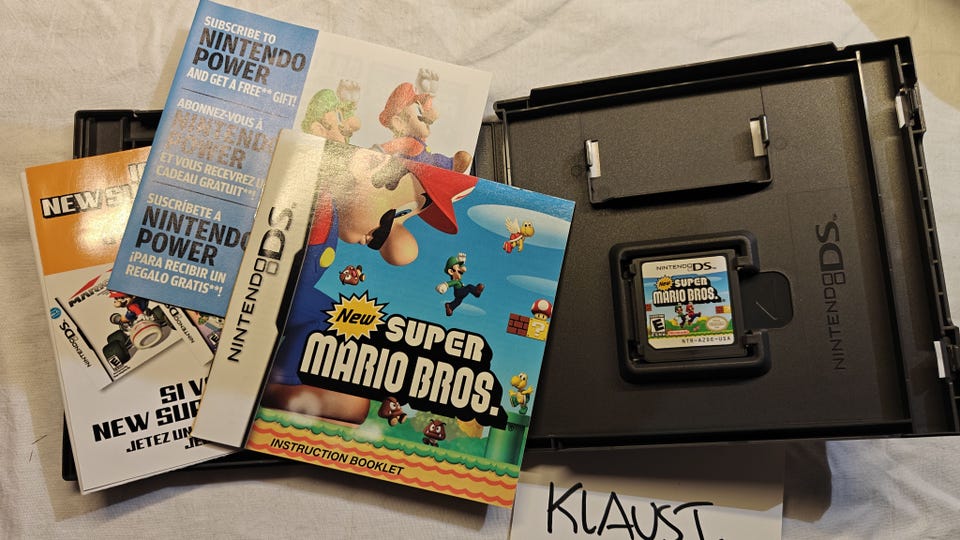 SUBSCRIBE TO
NINTENDO
POWER
AND GET A FREE** GIFT!
ABONNEZ-VOUS À
NINTENDO
POWER
ET VOUS RECEVREZ U
CADEAU GRATUIT**!
SUSCRÍBETE A
NINTENDO
POWER
¡PARA RECIBIR UN
REGALO GRATIS**!
NEW
NINTENDO DS
SI V
NEW SUP
JETEZ UN
NINTENDO DS
New
SUPER
MARIO BROS.
INSTRUCTION BOOKLET
NINTENDO DS
New SUPER
MARIO BROS.
E
NTR-A2DE-USA
NINTENDO DS
KLAUST.